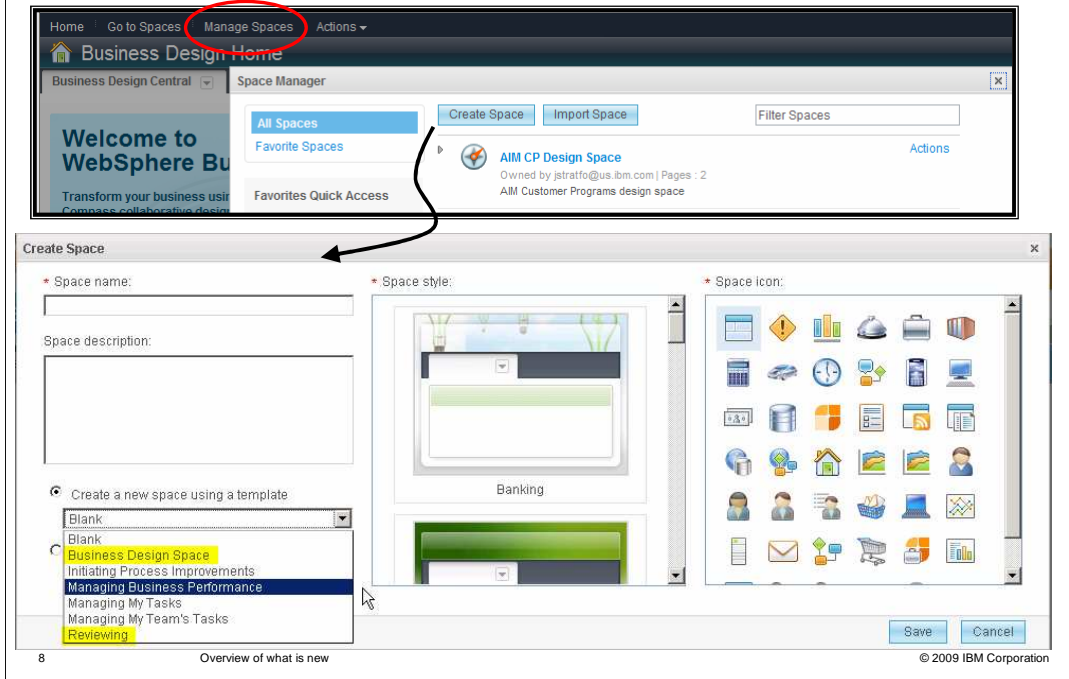 Home Go to Spaces Manage Spaces Actions
Business Design Home
Business Design Central
Space Manager
Welcome to
WebSphere Bu
Transform your business usin
Compass collaborative design
All Spaces
Favorite Spaces
Favorites Quick Access
Create Space Import Space Filter Spaces
AIM CP Design Space Actions
Owned by jstratfo@us.ibm.com | Pages : 2
AIM Customer Programs design space
Create Space
* Space name:
Space description:
Create a new space using a template
Blank
Blank
Business Design Space
Initiating Process Improvements
Managing Business Performance
Managing My Tasks
Managing My Team's Tasks
Reviewing
* Space style:
Banking
* Space icon:
Save Cancel
8 Overview of what is new © 2009 IBM Corporation